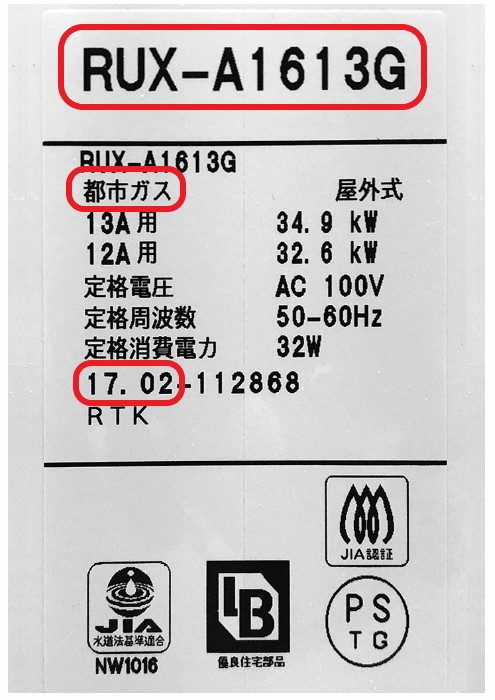 RUX-A1613G
RUX-A1613G
都市ガス 屋外式
13A用 34.9 kW
12A用 32.6 kW
定格電圧 AC 100V
定格周波数 50-60Hz
定格消費電力 32W
17.02-112868
RTK
JIA認証
JIA
水道法基準適合
NW1016
LB
優良住宅部品
PS
TG